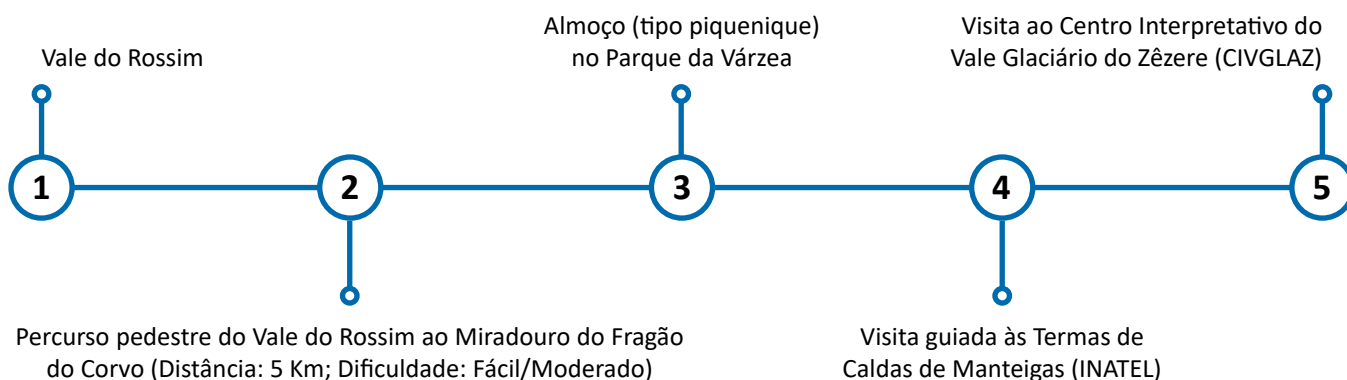 Vale do Rossim
1
Percurso pedestre do Vale do Rossim ao Miradouro do Fragão
do Corvo (Distância: 5 Km; Dificuldade: Fácil/Moderado)
2
Almoço (tipo piquenique)
no Parque da Várzea
3
4
Visita guiada às Termas de
Caldas de Manteigas (INATEL)
Visita ao Centro Interpretativo do
Vale Glaciário do Zêzere (CIVGLAZ)
5